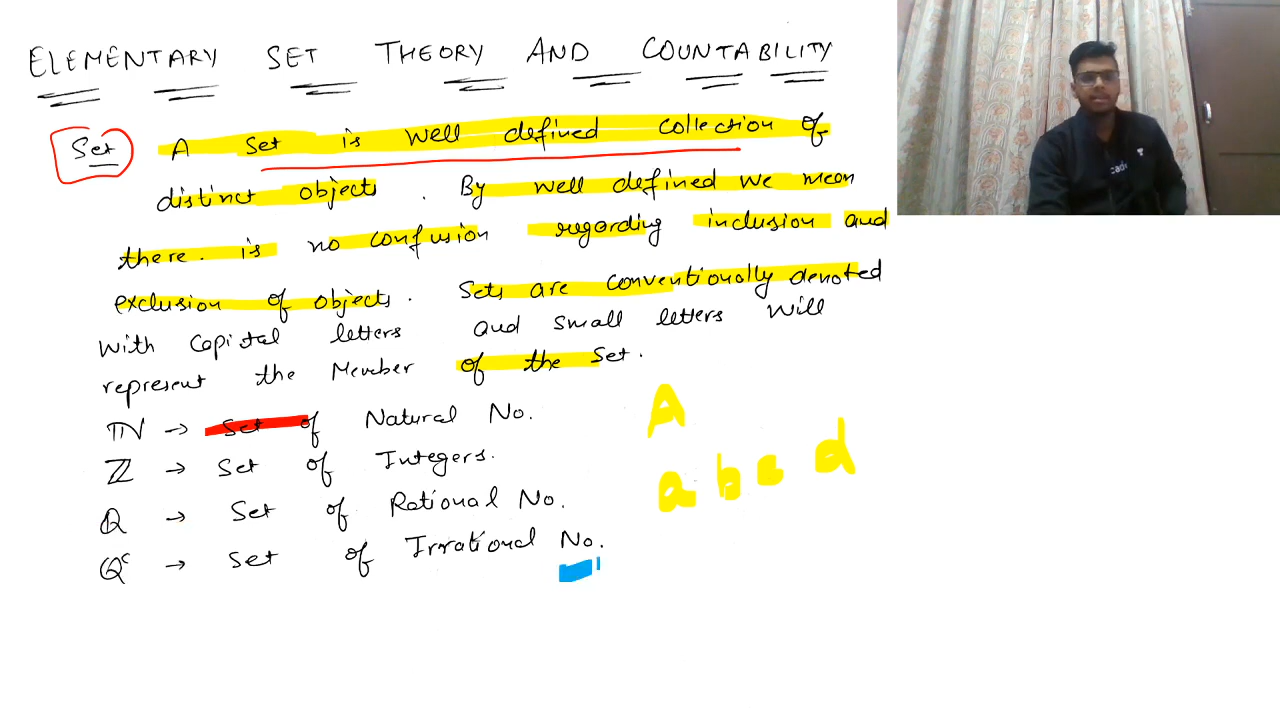 ELEMENTARY SET THEORY AND COUNTABILITY
Set A Set is well defined collection of
distinct objects . By well defined we mean
there . is no confusion regarding inclusion and
exclusion of objects . Sets are conventionally denoted
with capital letters and small letters will
represent the Member of the Set .
ℕ → Set of Natural No.
ℤ → Set of Integers.
Q → Set of Rational No.
Qᶜ → Set of Irrational No.
A
a b c d
cade